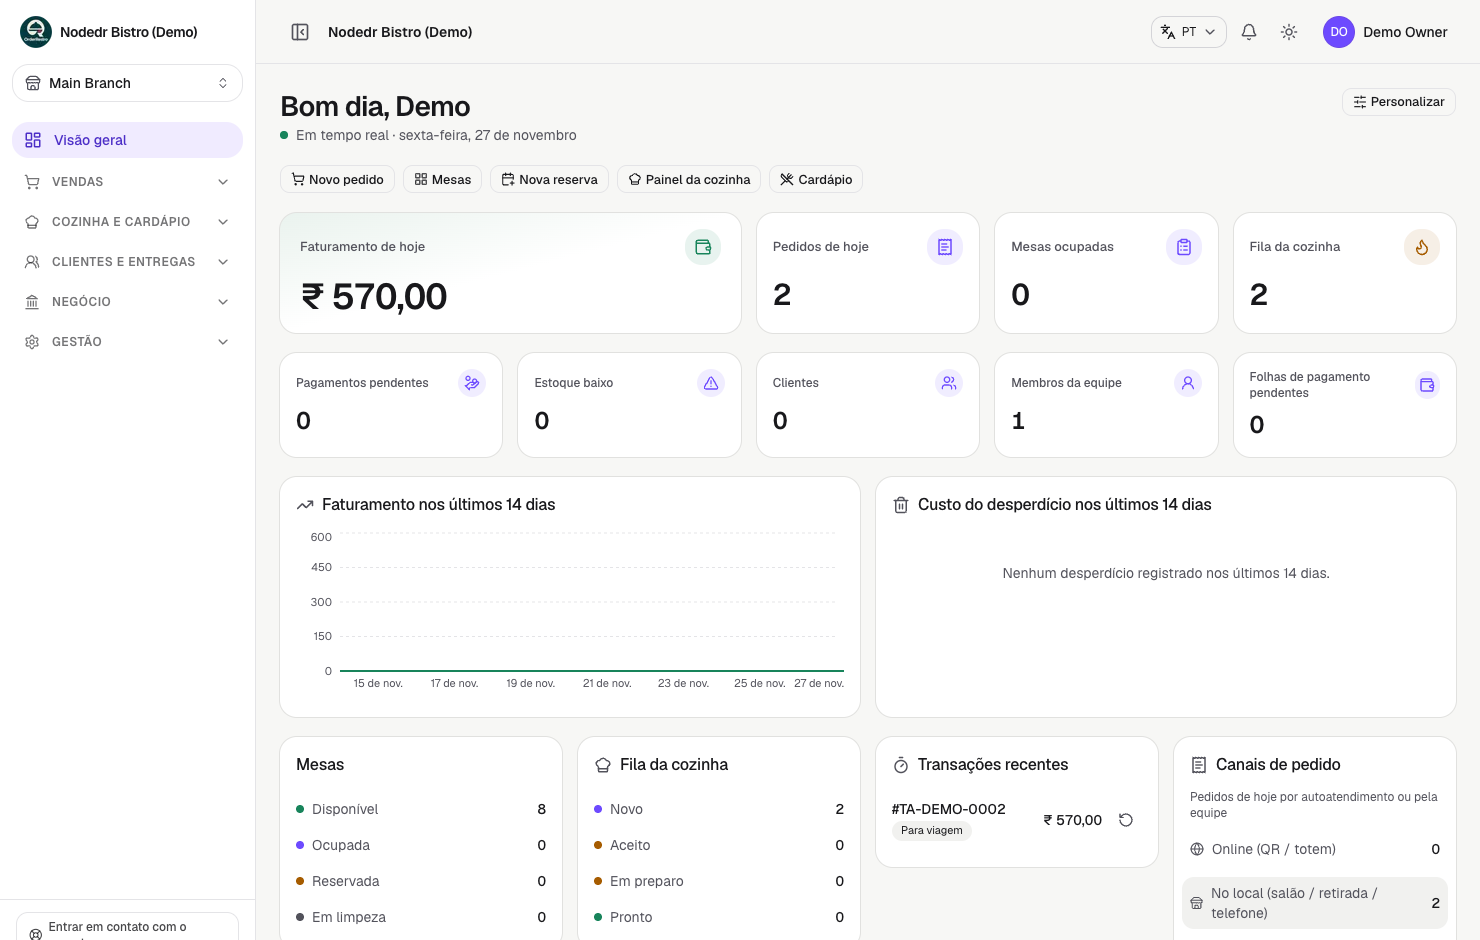 Nodedr Bistro (Demo)
Main Branch
Visão geral
VENDAS
COZINHA E CARDÁPIO
CLIENTES E ENTREGAS
NEGÓCIO
GESTÃO
Entrar em contato com o
Nodedr Bistro (Demo)
PT
DO
Demo Owner
Bom dia, Demo
Em tempo real · sexta-feira, 27 de novembro
Personalizar
Novo pedido
Mesas
Nova reserva
Painel da cozinha
Cardápio
Faturamento de hoje
₹ 570,00
Pedidos de hoje
2
Mesas ocupadas
0
Fila da cozinha
2
Pagamentos pendentes
0
Estoque baixo
0
Clientes
0
Membros da equipe
1
Folhas de pagamento
pendentes
0
Faturamento nos últimos 14 dias
600
450
300
150
0
15 de nov.
17 de nov.
19 de nov.
21 de nov.
23 de nov.
25 de nov.
27 de nov.
Custo do desperdício nos últimos 14 dias
Nenhum desperdício registrado nos últimos 14 dias.
Mesas
Disponível 8
Ocupada 0
Reservada 0
Em limpeza 0
Fila da cozinha
Novo 2
Aceito 0
Em preparo 0
Pronto 0
Transações recentes
#TA-DEMO-0002
Para viagem
₹ 570,00
Canais de pedido
Pedidos de hoje por autoatendimento ou pela
equipe
Online (QR / totem) 0
No local (salão / retirada /
telefone) 2